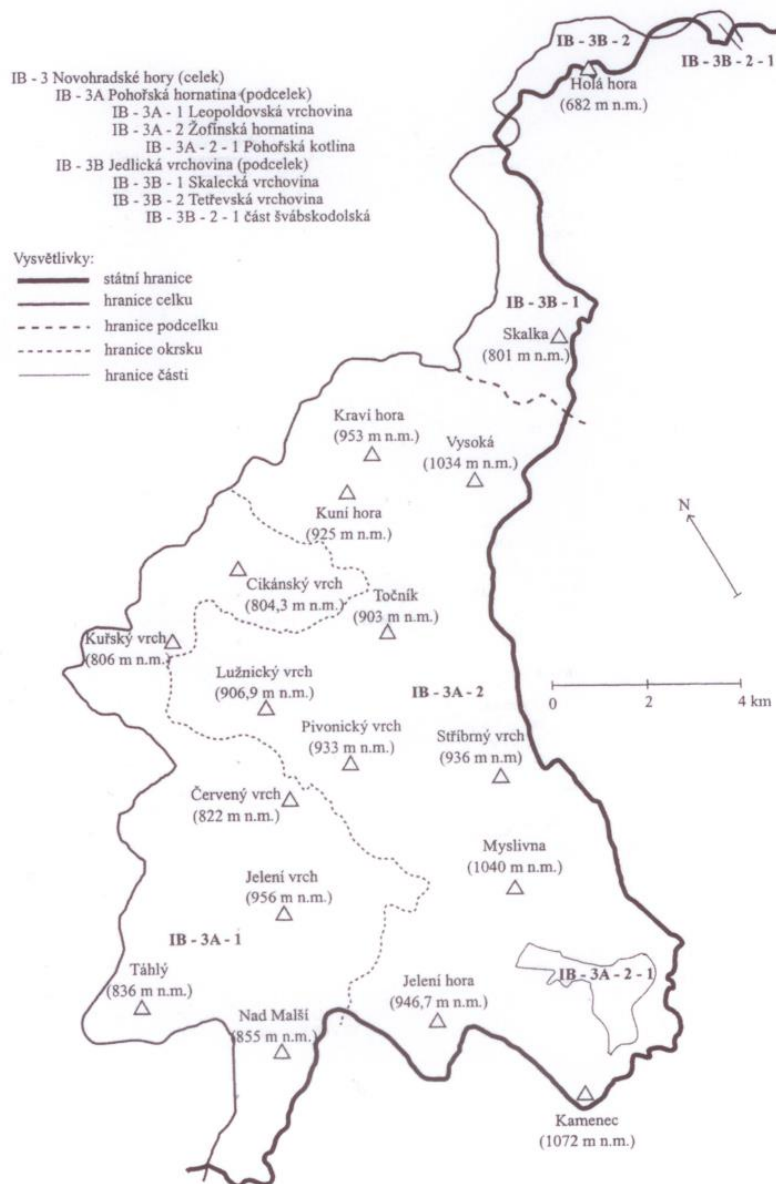 IB - 3 Novohradské hory (celek)
IB - 3A Pohořská hornatina (podcelek)
IB - 3A - 1 Leopoldovská vrchovina
IB - 3A - 2 Žofínská hornatina
IB - 3A - 2 - 1 Pohořská kotlina
IB - 3B Jedlická vrchovina (podcelek)
IB - 3B - 1 Skalecká vrchovina
IB - 3B - 2 Tetřevská vrchovina
IB - 3B - 2 - 1 část švábskodolská
Vysvětlivky:
státní hranice
hranice celku
hranice podcelku
hranice okrsku
hranice části
IB - 3B - 2
IB - 3B - 2 - 1
Holá hora
(682 m n.m.)
IB - 3B - 1
Skalka
(801 m n.m.)
Kraví hora
(953 m n.m.)
Vysoká
(1034 m n.m.)
Kuní hora
(925 m n.m.)
N
Cikánský vrch
(804,3 m n.m.)
Točník
(903 m n.m.)
Kuřský vrch
(806 m n.m.)
Lužnický vrch
(906,9 m n.m.)
IB - 3A - 2
0 2 4 km
Pivonický vrch
(933 m n.m.)
Stříbrný vrch
(936 m n.m)
Červený vrch
(822 m n.m.)
Myslivna
(1040 m n.m.)
Jelení vrch
(956 m n.m.)
IB - 3A - 1
IB - 3A - 2 - 1
Táhlý
(836 m n.m.)
Jelení hora
(946,7 m n.m.)
Nad Malší
(855 m n.m.)
Kamenec
(1072 m n.m.)